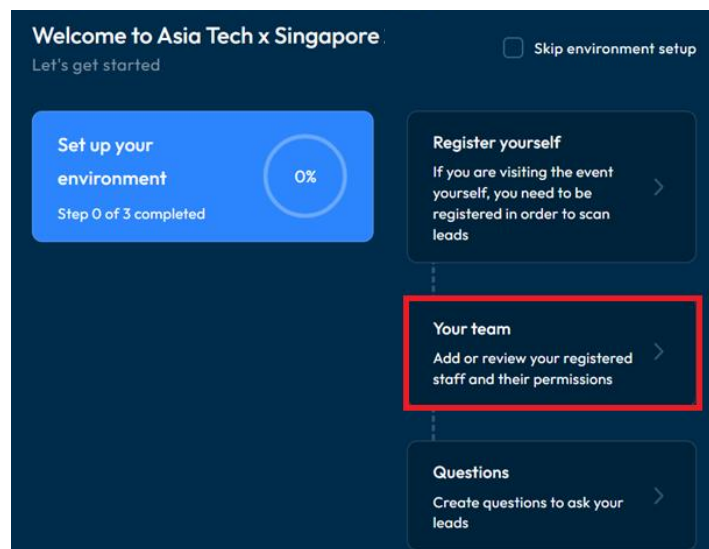 Welcome to Asia Tech x Singapore
Let's get started
Skip environment setup
Set up your
environment
0%
Step 0 of 3 completed
Register yourself
If you are visiting the event
yourself, you need to be
registered in order to scan
leads
Your team
Add or review your registered
staff and their permissions
Questions
Create questions to ask your
leads